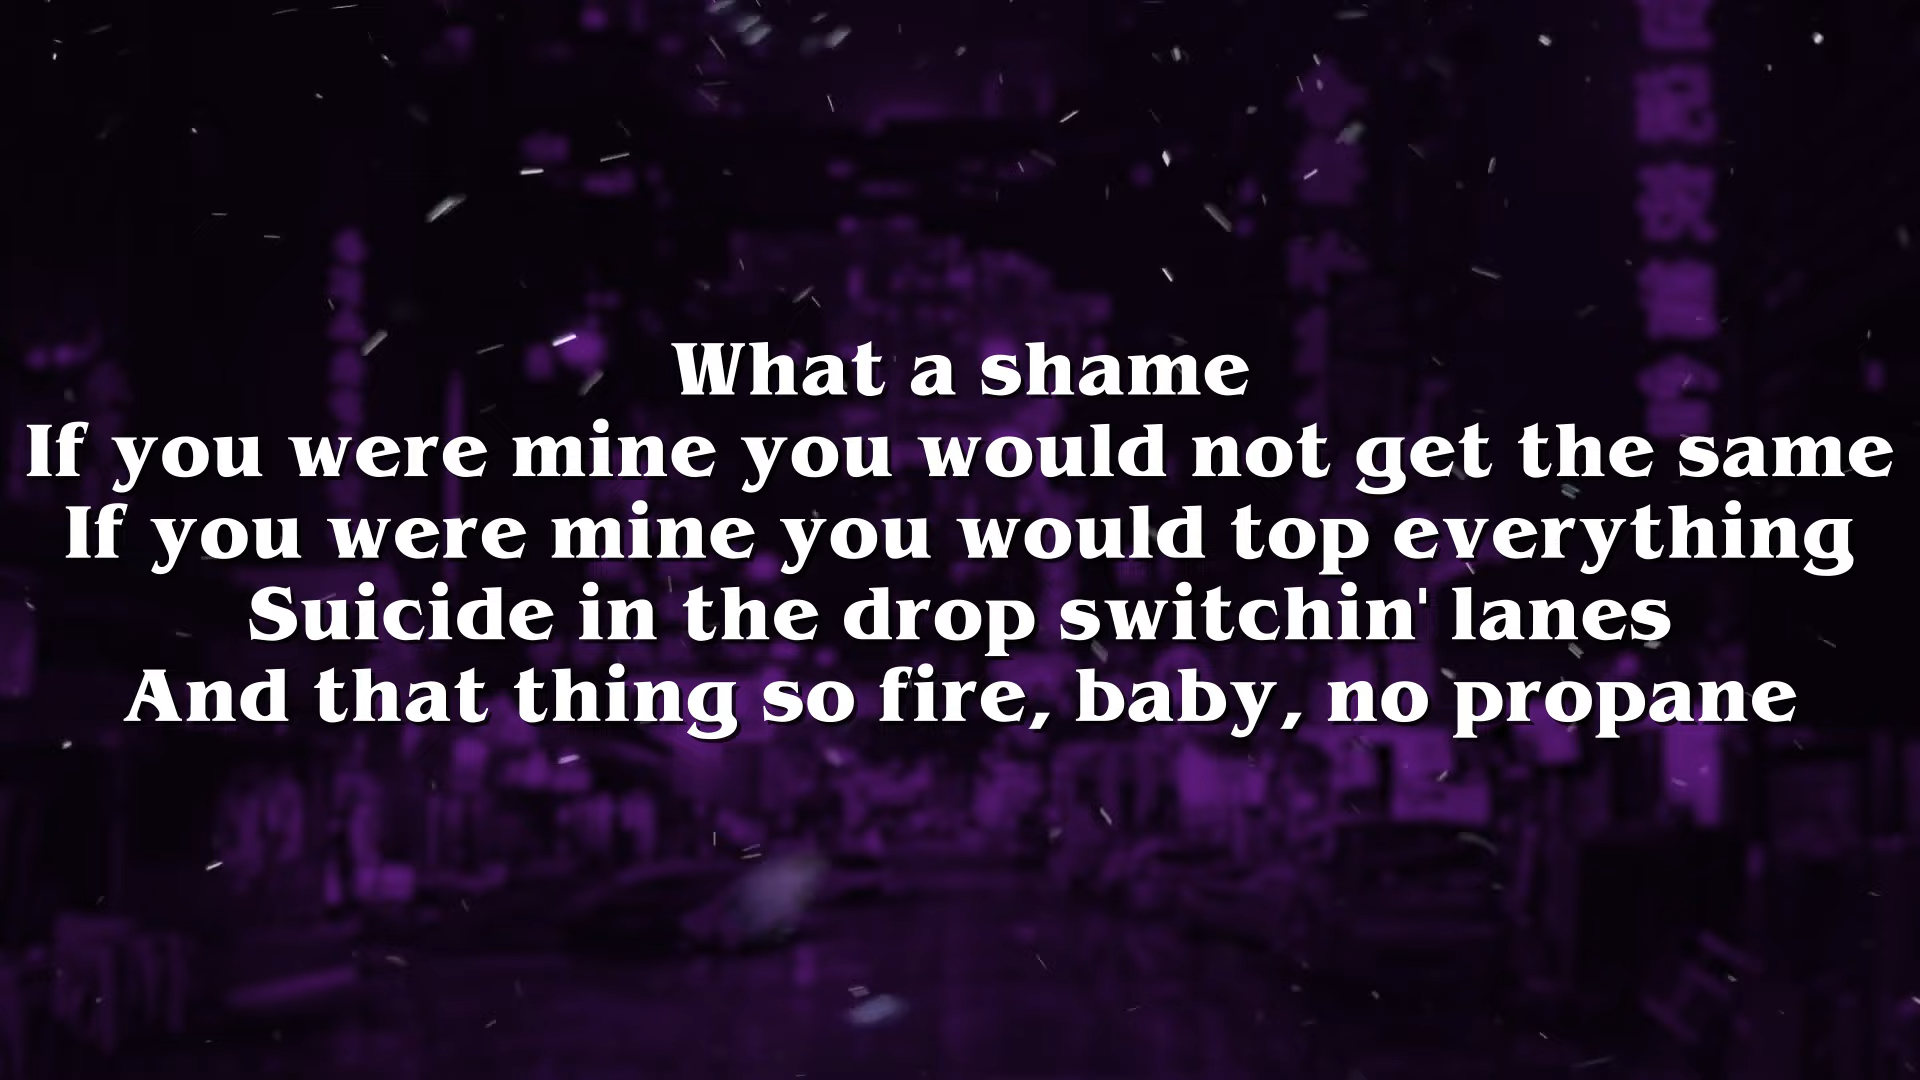 What a shame
If you were mine you would not get the same
If you were mine you would top everything
Suicide in the drop switchin' lanes
And that thing so fire, baby, no propane